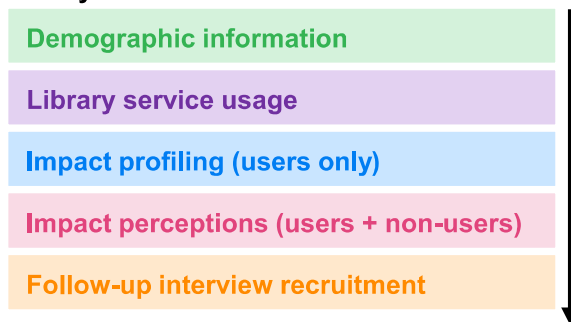 Demographic information
Library service usage
Impact profiling (users only)
Impact perceptions (users + non-users)
Follow-up interview recruitment